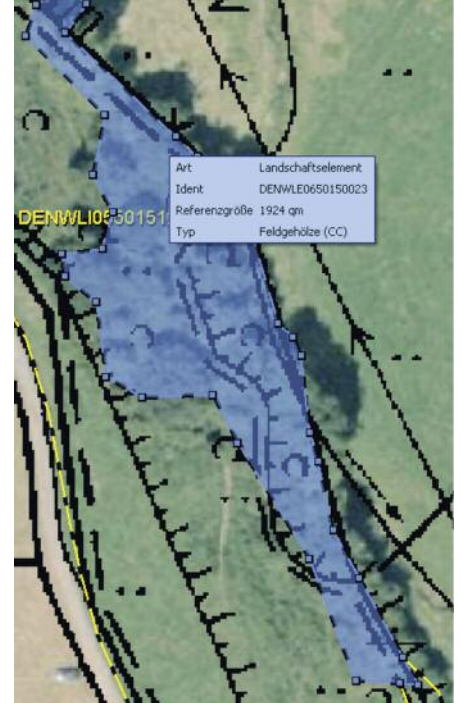 Art Landschaftselement
Ident DENWLE0650150023
Referenzgröße 1924 qm
Typ Feldgehölze (CC)